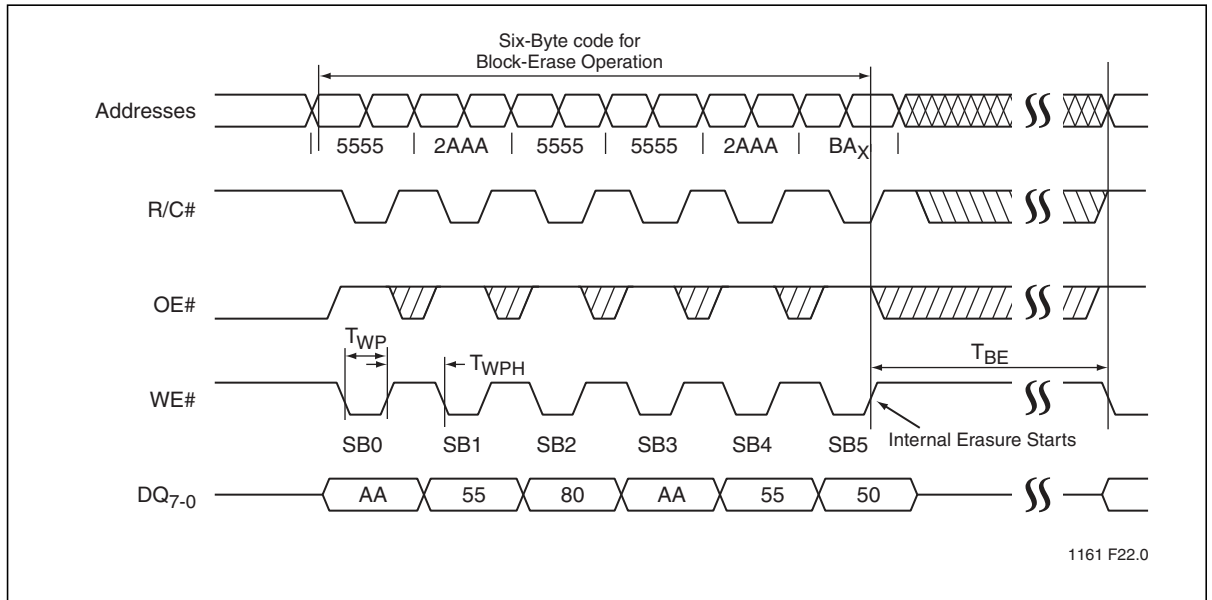 Six-Byte code for
Block-Erase Operation
Addresses
5555 2AAA 5555 5555 2AAA BAX
R/C#
OE#
TWP
TWPH
TBE
WE#
Internal Erasure Starts
SB0 SB1 SB2 SB3 SB4 SB5
DQ7-0
AA 55 80 AA 55 50
1161 F22.0